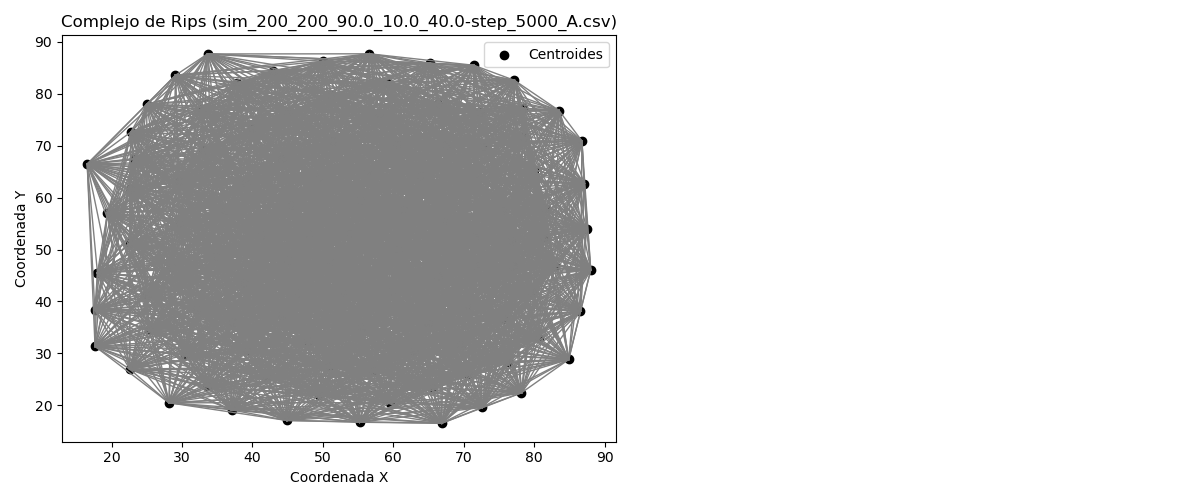 Complejo de Rips (sim_200_200_90.0_10.0_40.0-step_5000_A.csv)
Centroides
90
80
70
60
50
40
30
20
Coordenada Y
20 30 40 50 60 70 80 90
Coordenada X